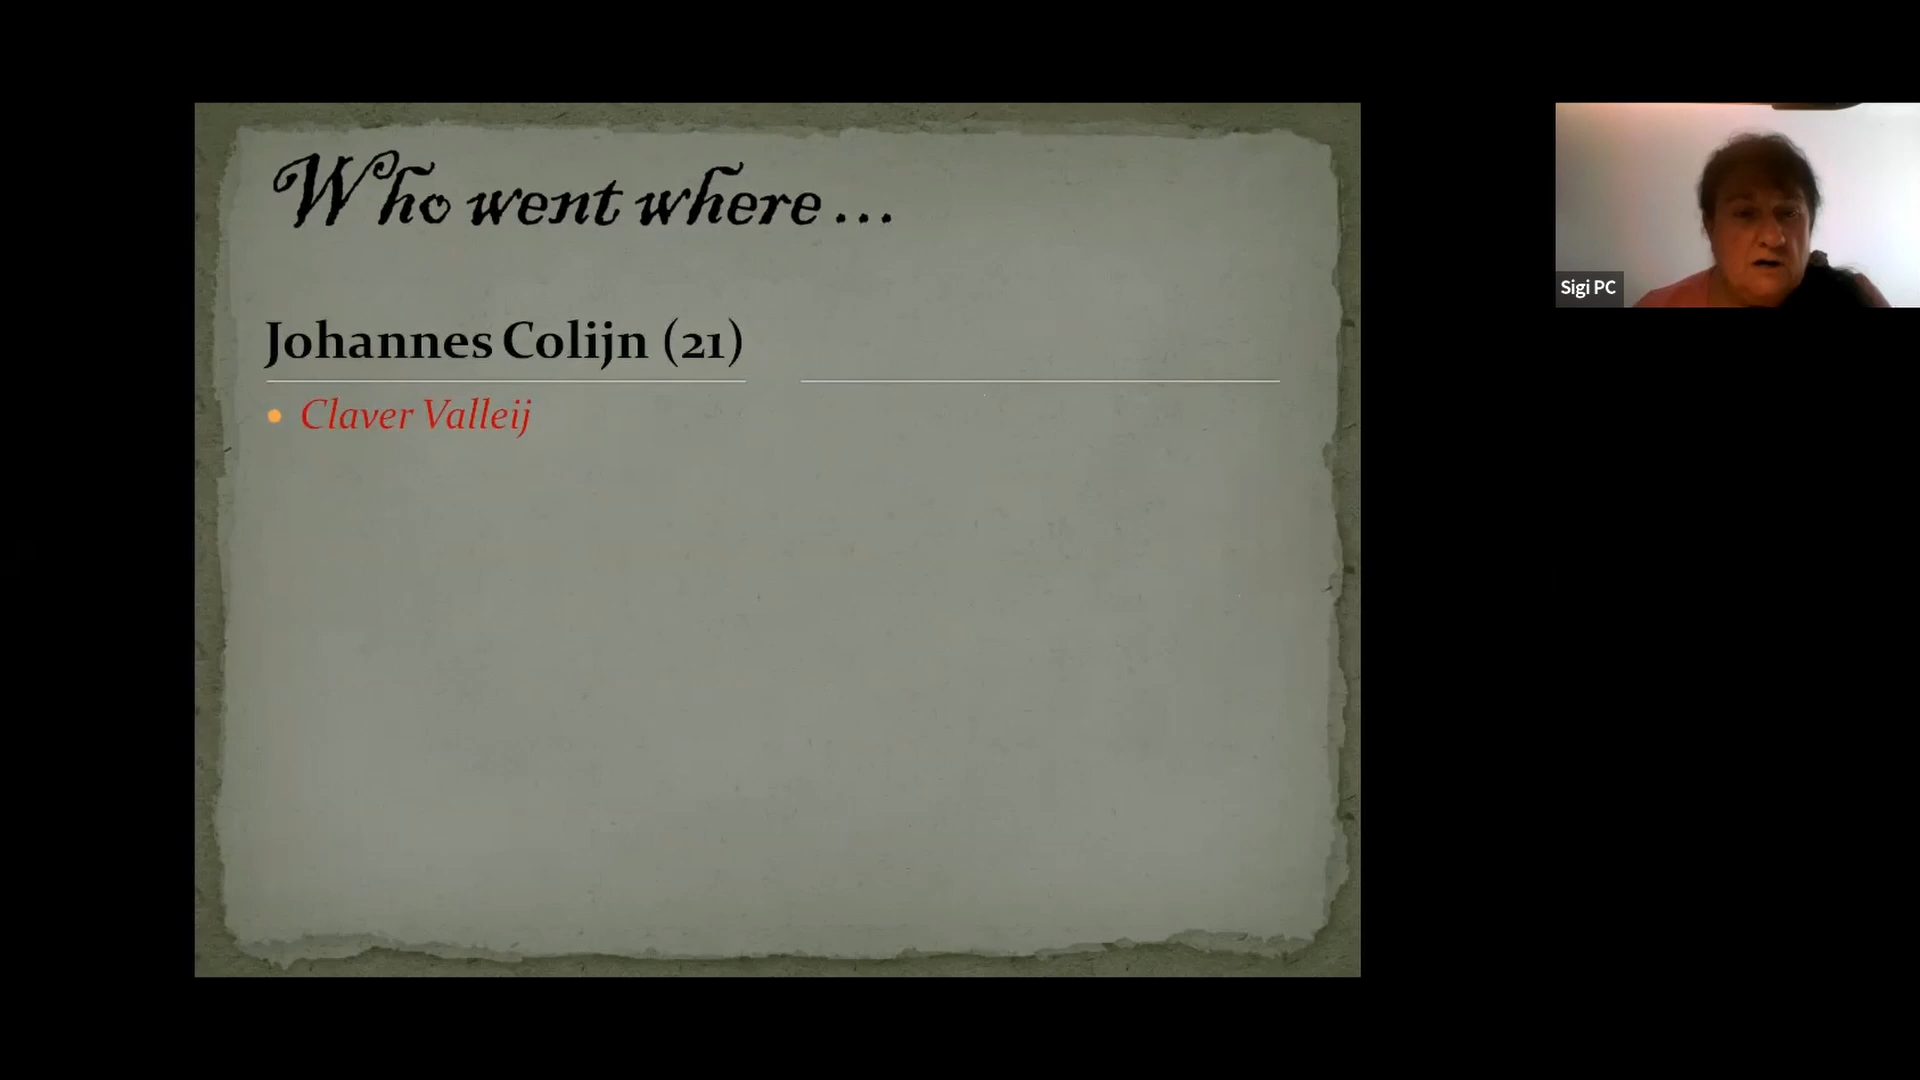 Who went where...
Johannes Colijn (21)
• Claver Valleij
Sigi PC